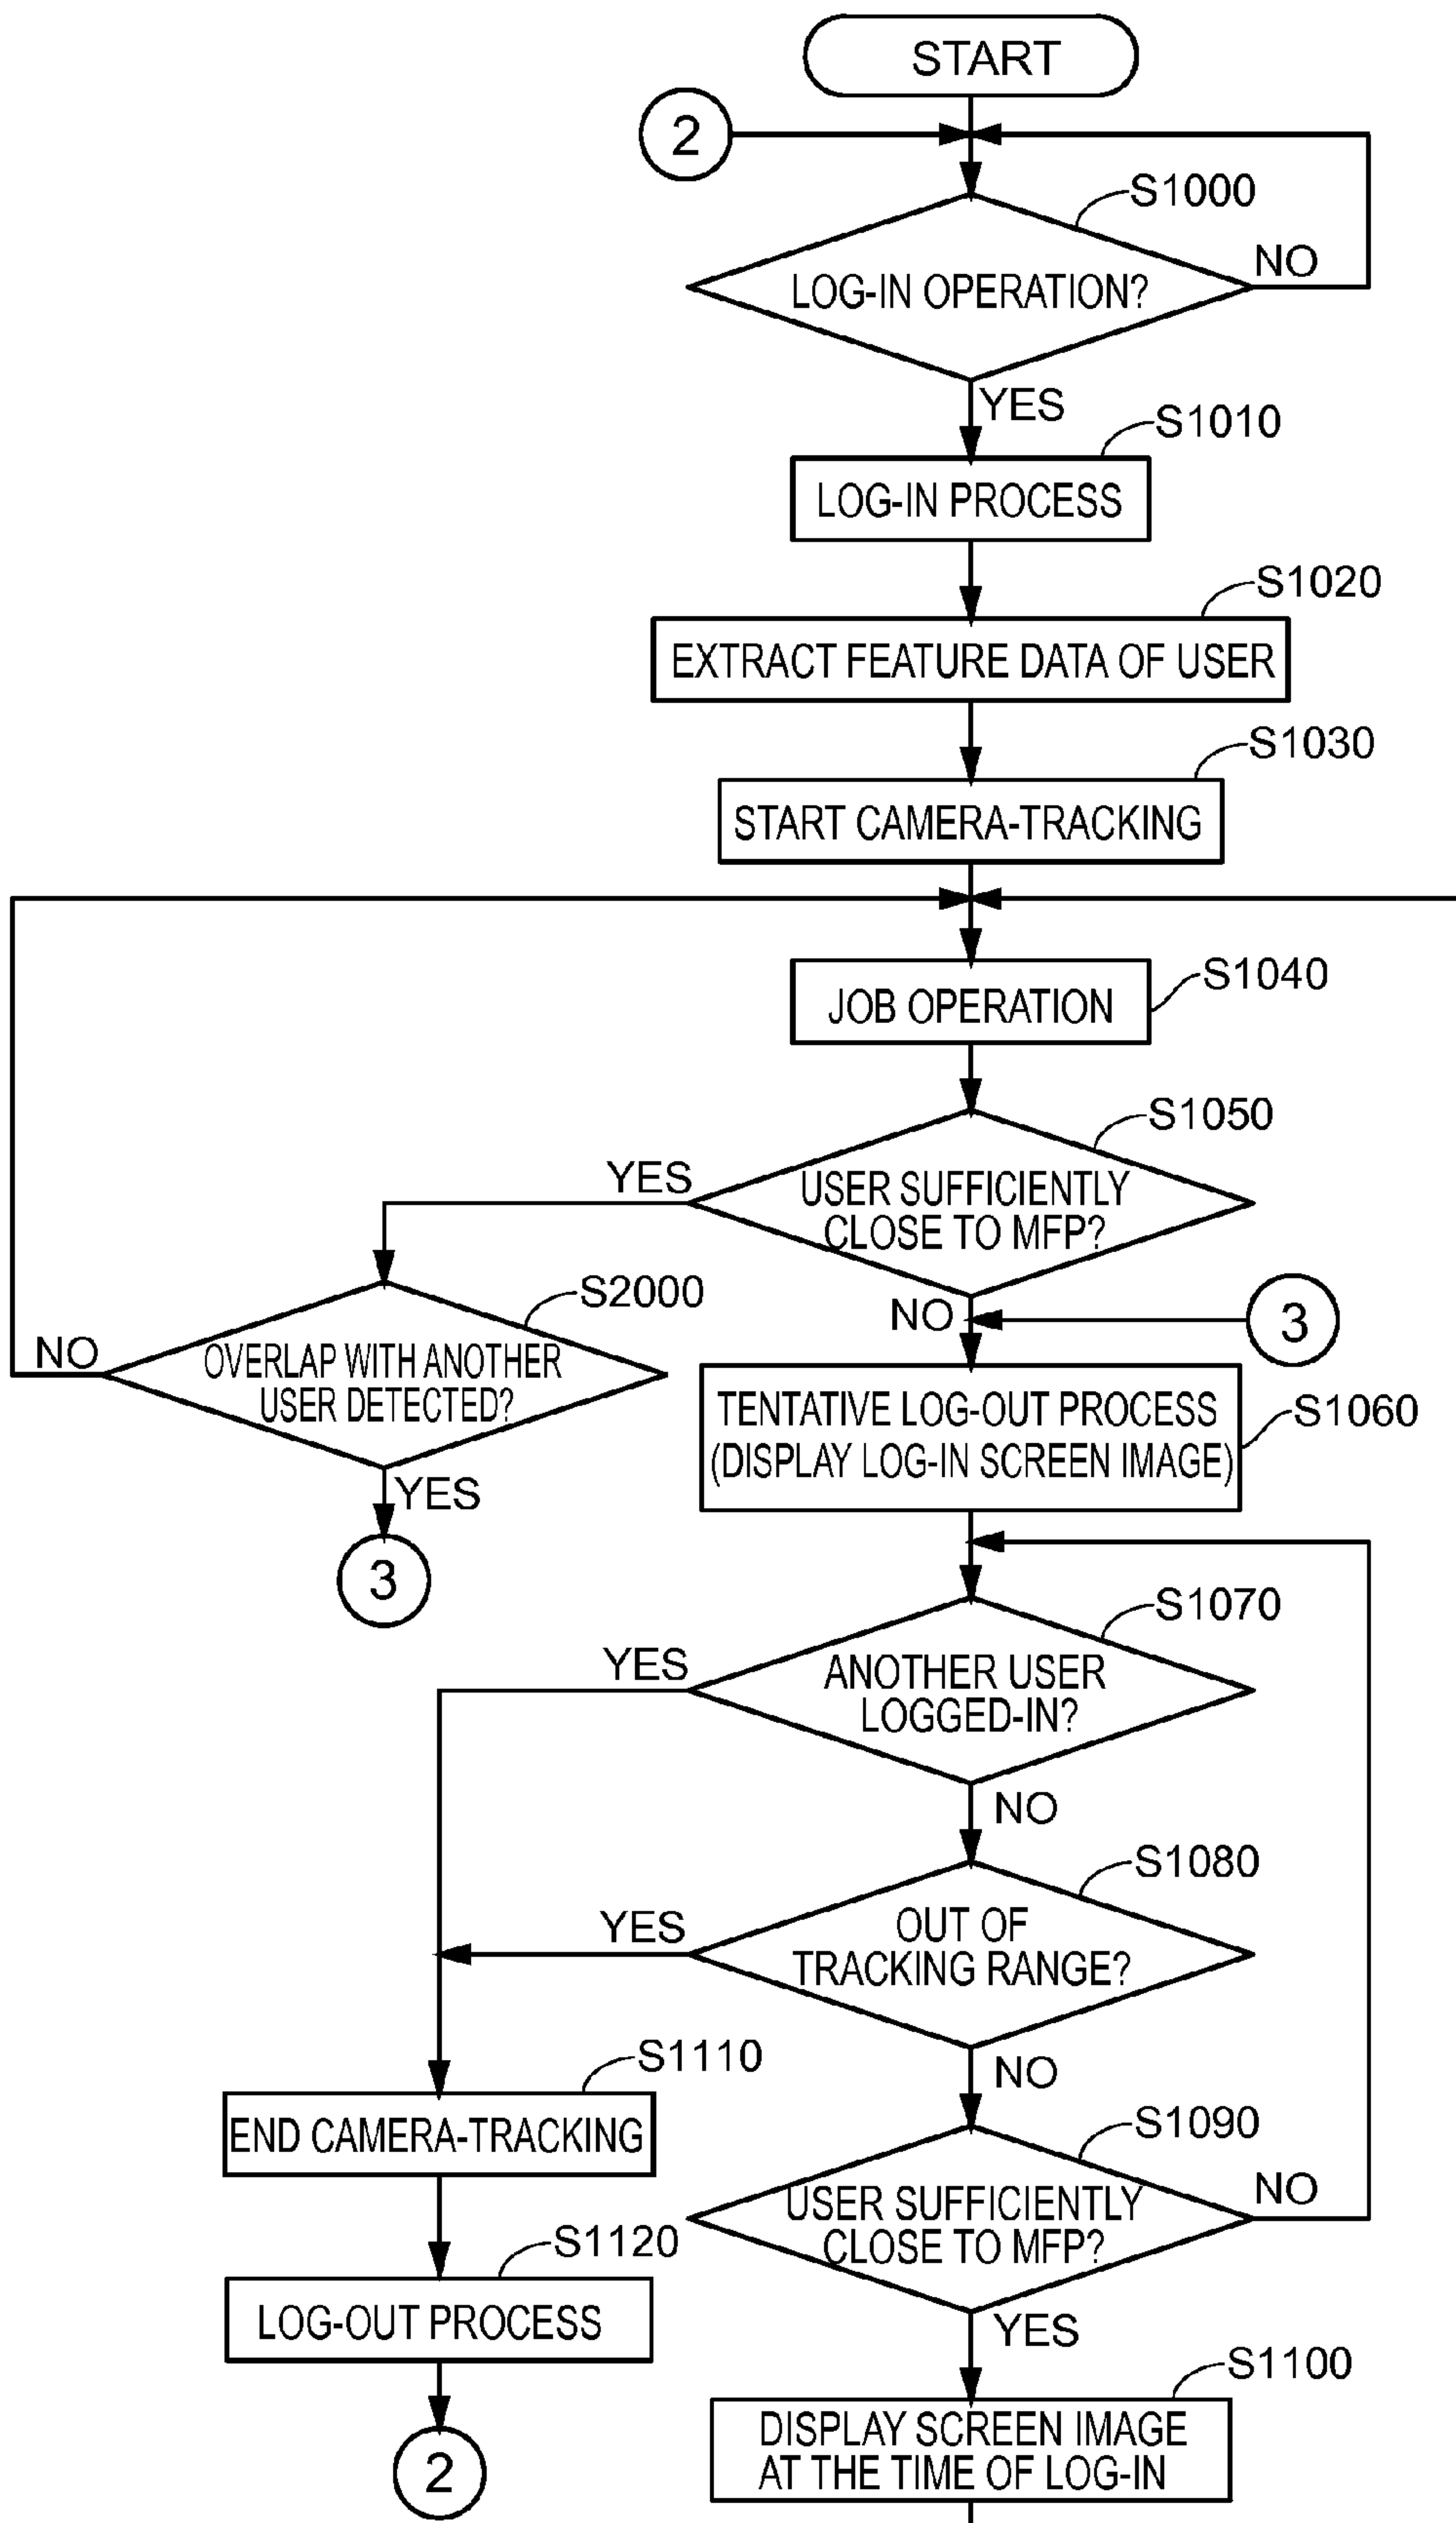 START
2
S1000
LOG-IN OPERATION?
NO
YES
S1010
LOG-IN PROCESS
S1020
EXTRACT FEATURE DATA OF USER
S1030
START CAMERA-TRACKING
S1040
JOB OPERATION
S1050
YES
USER SUFFICIENTLY
CLOSE TO MFP?
S2000
NO
3
NO
OVERLAP WITH ANOTHER
USER DETECTED?
TENTATIVE LOG-OUT PROCESS
(DISPLAY LOG-IN SCREEN IMAGE)
S1060
YES
3
S1070
YES
ANOTHER USER
LOGGED-IN?
NO
S1080
YES
OUT OF
TRACKING RANGE?
S1110
NO
END CAMERA-TRACKING
S1090
USER SUFFICIENTLY
CLOSE TO MFP?
NO
S1120
LOG-OUT PROCESS
YES
S1100
DISPLAY SCREEN IMAGE
AT THE TIME OF LOG-IN
2